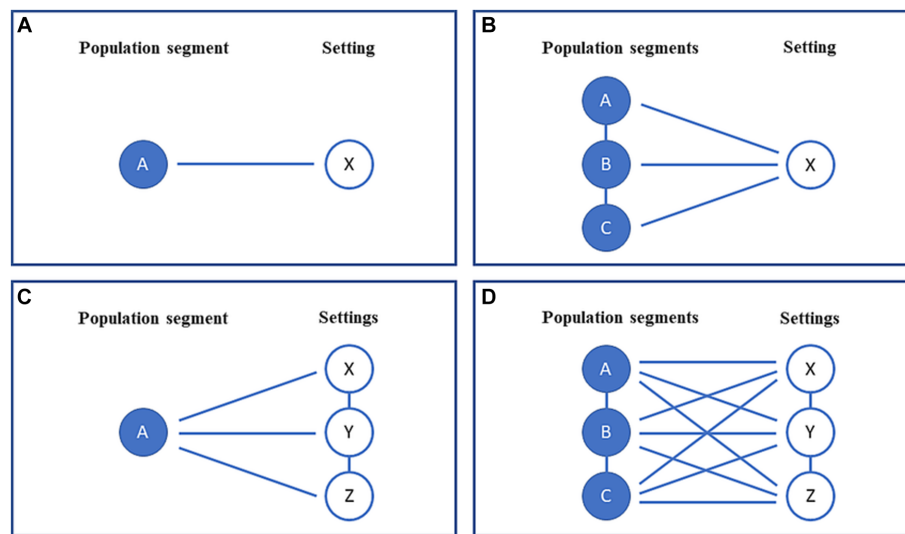 A
Population segment Setting
A X
B
Population segments Setting
A
B X
C
C
Population segment Settings
X
A Y
Z
D
Population segments Settings
A X
B Y
C Z